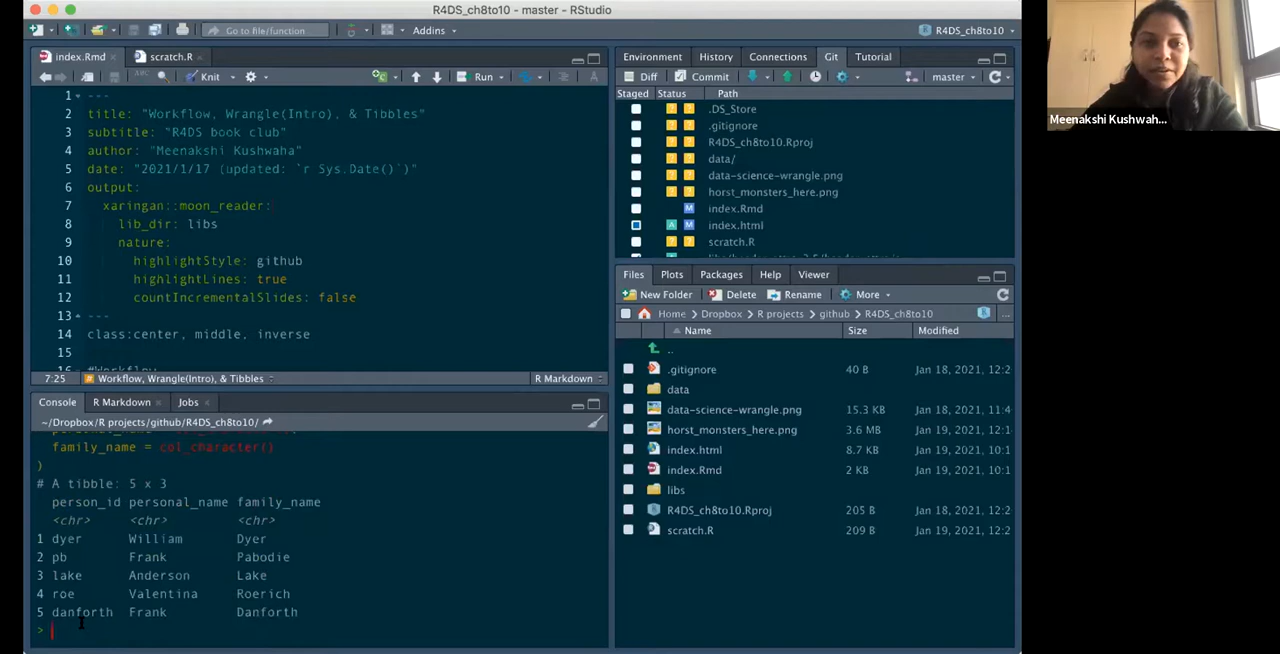 R4DS_ch8to10 - master - RStudio
Go to file/function
Addins
R4DS_ch8to10
index.Rmd
scratch.R
Knit
Run
1 ---
2 title: "Workflow, Wrangle(Intro), & Tibbles"
3 subtitle: "R4DS book club"
4 author: "Meenakshi Kushwaha"
5 date: "2021/1/17 (updated: `r Sys.Date()`)"
6 output:
7 xaringan::moon_reader:
8 lib_dir: libs
9 nature:
10 highlightStyle: github
11 highlightLines: true
12 countIncrementalSlides: false
13 ---
14 class:center, middle, inverse
15
16 #Workflow
7:25 Workflow, Wrangle(Intro), & Tibbles R Markdown
Console R Markdown Jobs
~/Dropbox/R projects/github/R4DS_ch8to10/
family_name = col_character()
)
# A tibble: 5 x 3
person_id personal_name family_name
<chr> <chr> <chr>
1 dyer William Dyer
2 pb Frank Pabodie
3 lake Anderson Lake
4 roe Valentina Roerich
5 danforth Frank Danforth
>
Environment History Connections Git Tutorial
Diff Commit master
Staged Status Path
? ? .DS_Store
? ? .gitignore
? ? R4DS_ch8to10.Rproj
? ? data/
? ? data-science-wrangle.png
? ? horst_monsters_here.png
M index.Rmd
A M index.html
? ? scratch.R
Files Plots Packages Help Viewer
New Folder Delete Rename More
Home Dropbox R projects github R4DS_ch8to10 ...
Name Size Modified
..
.gitignore 40 B Jan 18, 2021, 12:2
data
data-science-wrangle.png 15.3 KB Jan 18, 2021, 11:4
horst_monsters_here.png 3.6 MB Jan 19, 2021, 10:1
index.html 8.7 KB Jan 19, 2021, 10:1
index.Rmd 2 KB Jan 19, 2021, 10:1
libs
R4DS_ch8to10.Rproj 205 B Jan 18, 2021, 12:2
scratch.R 209 B Jan 19, 2021, 12:2
Meenakshi Kushwah...